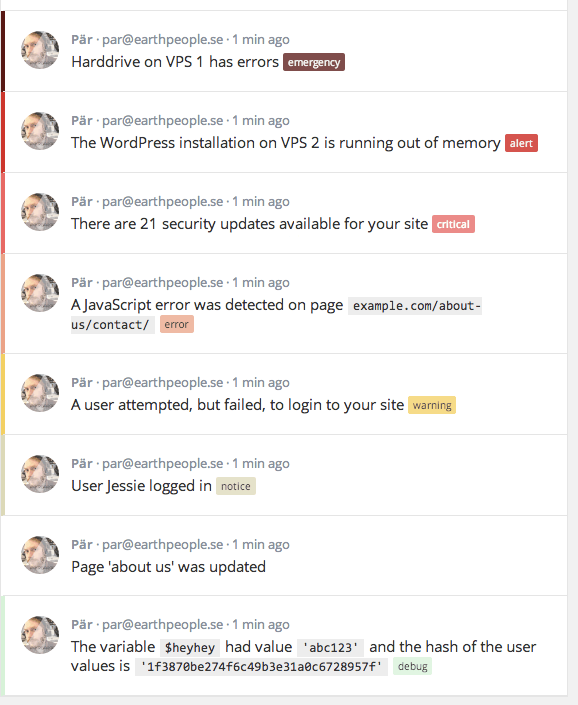 Pär · par@earthpeople.se · 1 min ago
Harddrive on VPS 1 has errors emergency
Pär · par@earthpeople.se · 1 min ago
The WordPress installation on VPS 2 is running out of memory alert
Pär · par@earthpeople.se · 1 min ago
There are 21 security updates available for your site critical
Pär · par@earthpeople.se · 1 min ago
A JavaScript error was detected on page example.com/about-
us/contact/ error
Pär · par@earthpeople.se · 1 min ago
A user attempted, but failed, to login to your site warning
Pär · par@earthpeople.se · 1 min ago
User Jessie logged in notice
Pär · par@earthpeople.se · 1 min ago
Page 'about us' was updated
Pär · par@earthpeople.se · 1 min ago
The variable $heyhey had value 'abc123' and the hash of the user
values is '1f3870be274f6c49b3e31a0c6728957f' debug